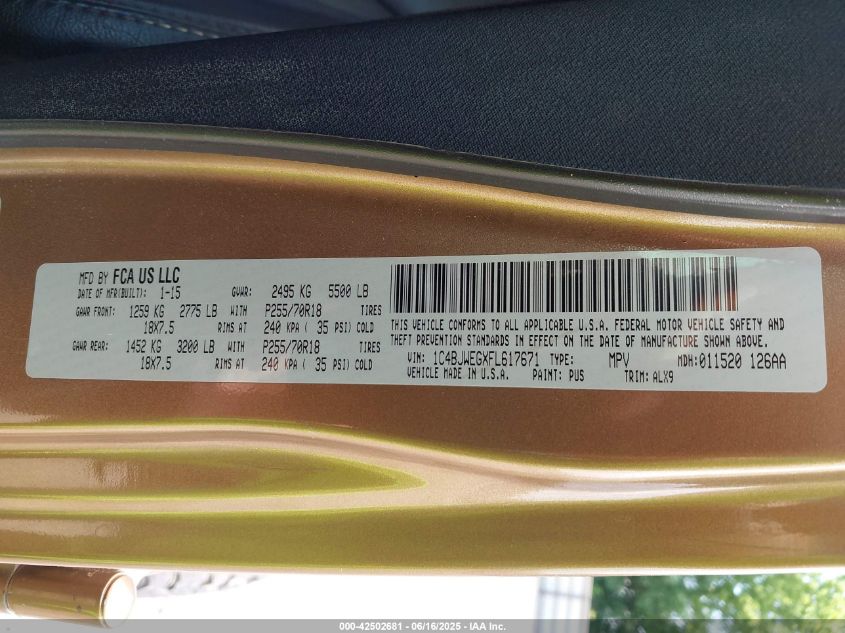 MFD BY FCA US LLC
DATE OF MFR(BUILT): 1-15 GVWR: 2495 KG 5500 LB
GAWR FRONT: 1259 KG 2775 LB WITH P255/70R18 TIRES
18X7.5 RIMS AT 240 KPA ( 35 PSI) COLD
GAWR REAR: 1452 KG 3200 LB WITH P255/70R18 TIRES
18X7.5 RIMS AT 240 KPA ( 35 PSI) COLD
THIS VEHICLE CONFORMS TO ALL APPLICABLE U.S.A. FEDERAL MOTOR VEHICLE SAFETY AND
THEFT PREVENTION STANDARDS IN EFFECT ON THE DATE OF MANUFACTURE SHOWN ABOVE.
VIN: 1C4BJWEGXFL617671 TYPE: MPV MDH:011520 126AA
VEHICLE MADE IN U.S.A. PAINT: PUS TRIM: ALX9
000-42502681 - 06/16/2025 - IAA Inc.